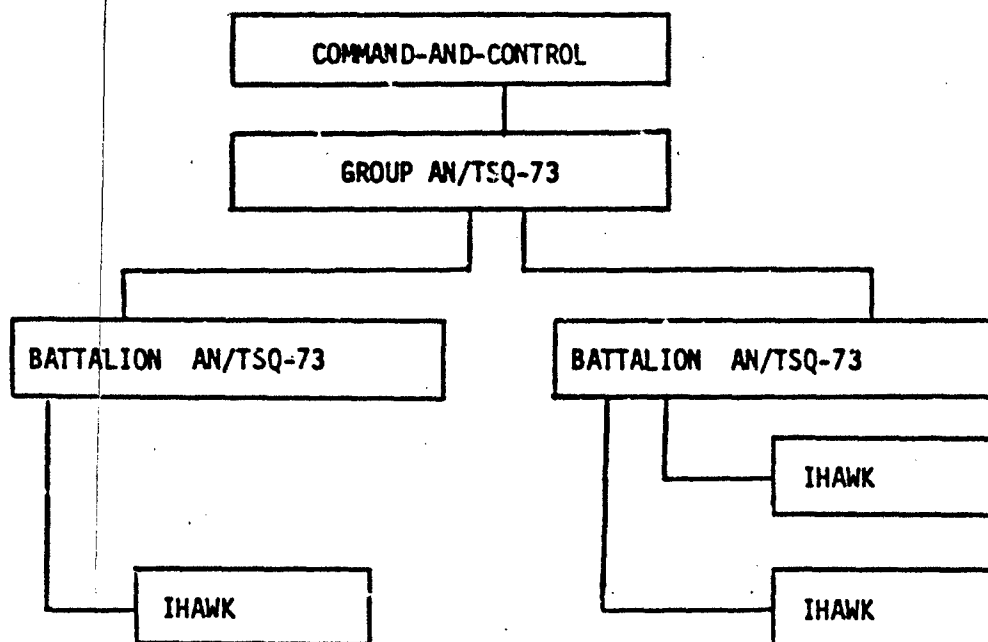 COMMAND-AND-CONTROL
GROUP AN/TSQ-73
BATTALION AN/TSQ-73
BATTALION AN/TSQ-73
IHAWK
IHAWK
IHAWK